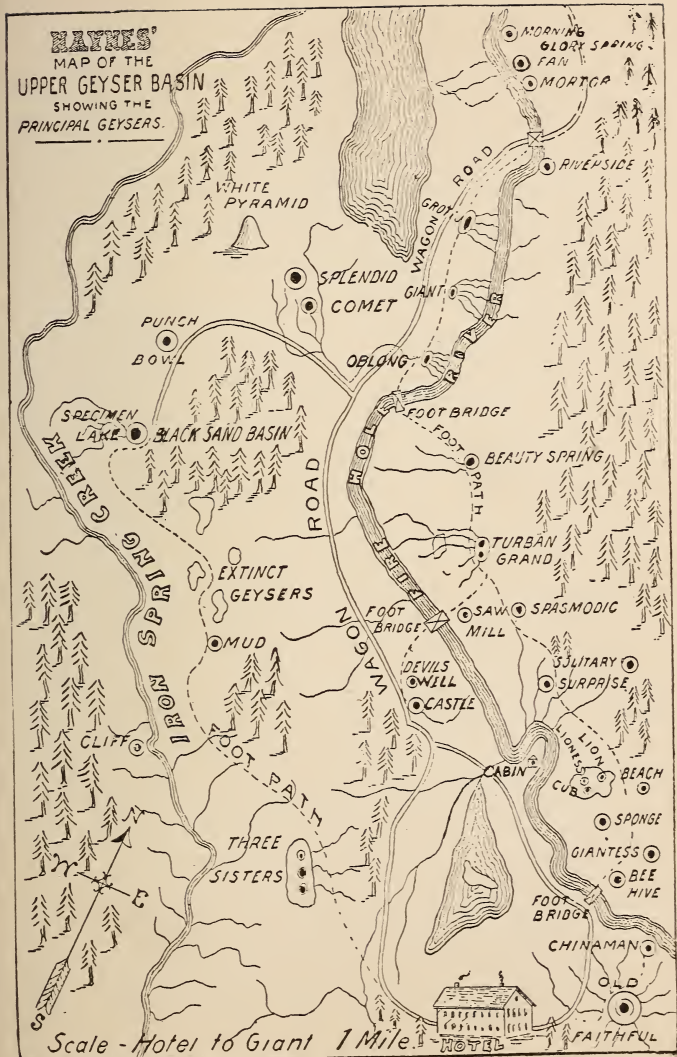 HAYNES'
MAP OF THE
UPPER GEYSER BASIN
SHOWING THE
PRINCIPAL GEYSERS.
MORNING
GLORY SPRING
FAN
MORTOR
RIVERSIDE
WAGON ROAD
WHITE
PYRAMID
GROTTO
SPLENDID
COMET
GIANT
PUNCH
BOWL
OBLONG
FOOT BRIDGE
SPECIMEN
LAKE
BLACK SAND BASIN
FOOT PATH
BEAUTY SPRING
FIRE HOLE RIVER
IRON SPRING CREEK
WAGON ROAD
TURBAN
GRAND
EXTINCT
GEYSERS
FOOT
BRIDGE
SAW
MILL
SPASMODIC
MUD
DEVILS
WELL
CASTLE
SOLITARY
SURPRISE
CLIFF
FOOT PATH
CABIN
LIONESS
LION
CUB
BEACH
N
W
E
S
THREE
SISTERS
SPONGE
GIANTESS
BEE
HIVE
FOOT
BRIDGE
CHINAMAN
OLD
FAITHFUL
HOTEL
Scale - Hotel to Giant 1 Mile.